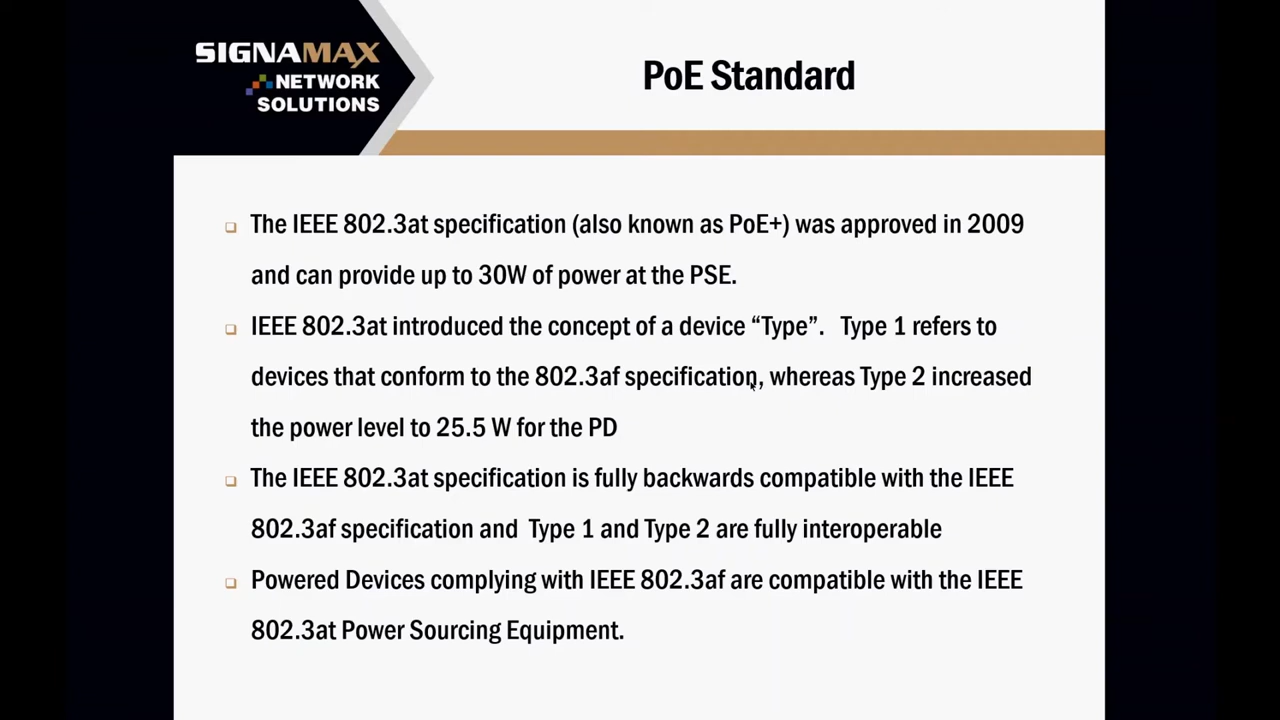 SIGNAMAX
NETWORK
SOLUTIONS
PoE Standard
The IEEE 802.3at specification (also known as PoE+) was approved in 2009
and can provide up to 30W of power at the PSE.
IEEE 802.3at introduced the concept of a device “Type”. Type 1 refers to
devices that conform to the 802.3af specification, whereas Type 2 increased
the power level to 25.5 W for the PD
The IEEE 802.3at specification is fully backwards compatible with the IEEE
802.3af specification and Type 1 and Type 2 are fully interoperable
Powered Devices complying with IEEE 802.3af are compatible with the IEEE
802.3at Power Sourcing Equipment.